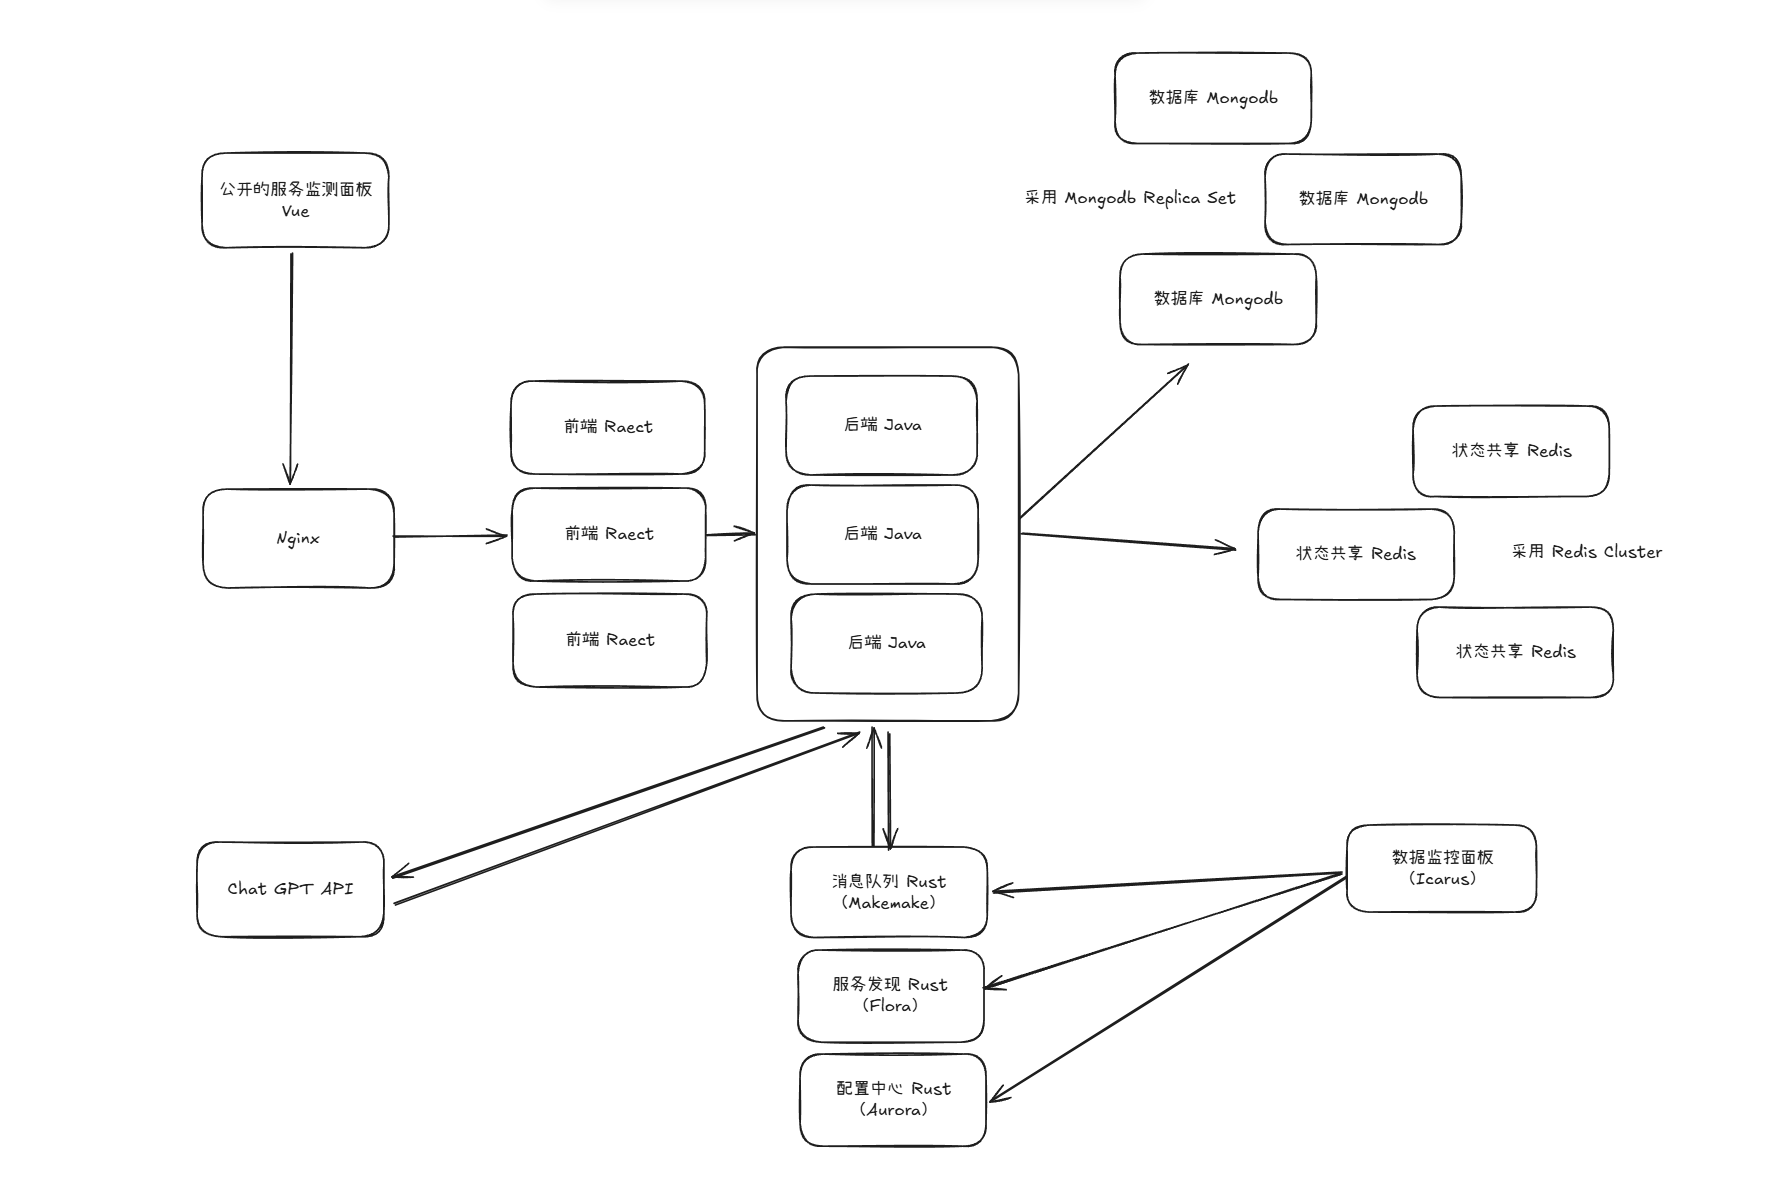 数据库 Mongodb
公开的服务监测面板
Vue
采用 Mongodb Replica Set
数据库 Mongodb
数据库 Mongodb
前端 Raect
后端 Java
状态共享 Redis
Nginx
前端 Raect
后端 Java
状态共享 Redis
采用 Redis Cluster
前端 Raect
后端 Java
状态共享 Redis
Chat GPT API
消息队列 Rust
(Makemake)
数据监控面板
(Icarus)
服务发现 Rust
(Flora)
配置中心 Rust
(Aurora)